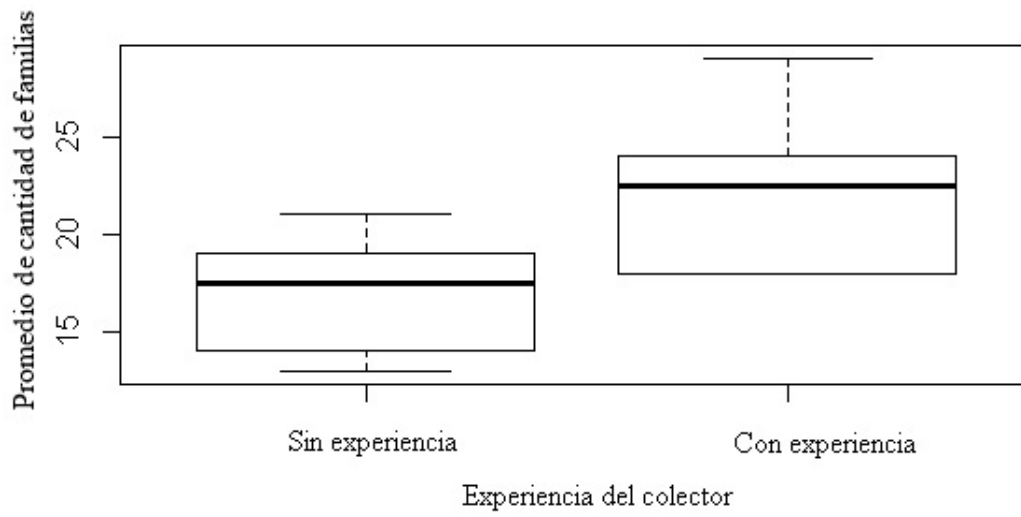 Promedio de cantidad de familias
25
20
15
Sin experiencia
Con experiencia
Experiencia del colector